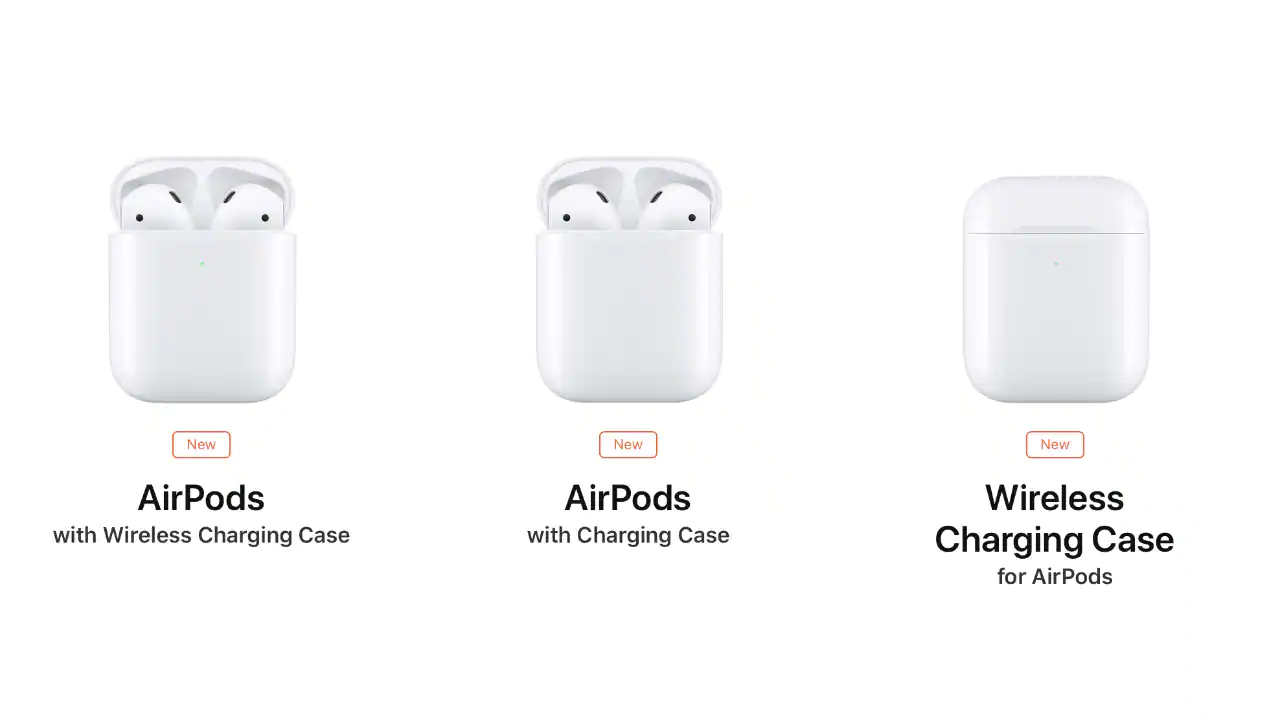 New
AirPods
with Wireless Charging Case
New
AirPods
with Charging Case
New
Wireless
Charging Case
for AirPods